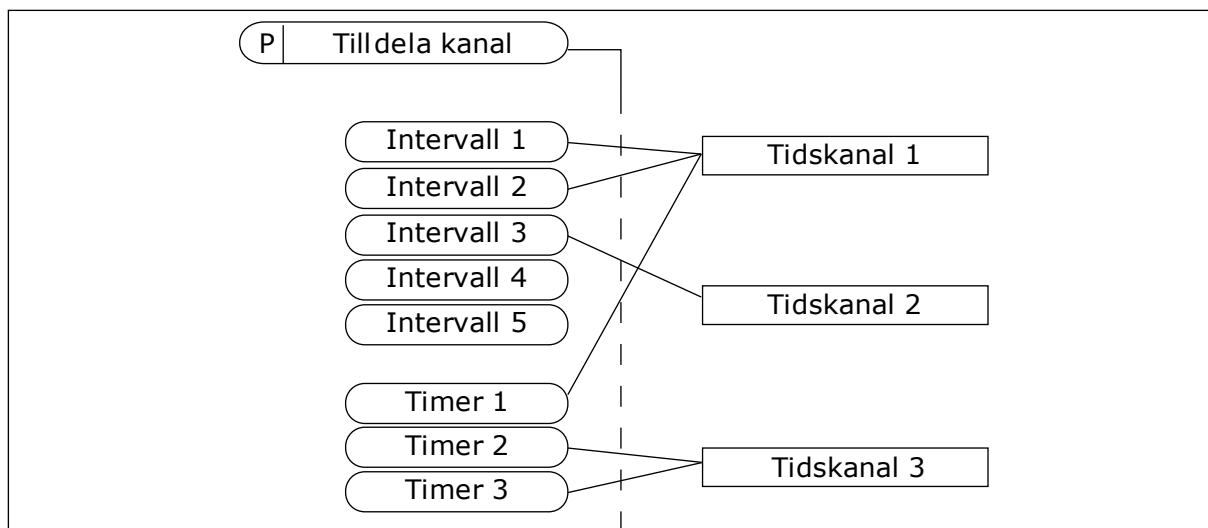 P Tilldela kanal
Intervall 1
Intervall 2
Intervall 3
Intervall 4
Intervall 5
Timer 1
Timer 2
Timer 3
Tidskanal 1
Tidskanal 2
Tidskanal 3